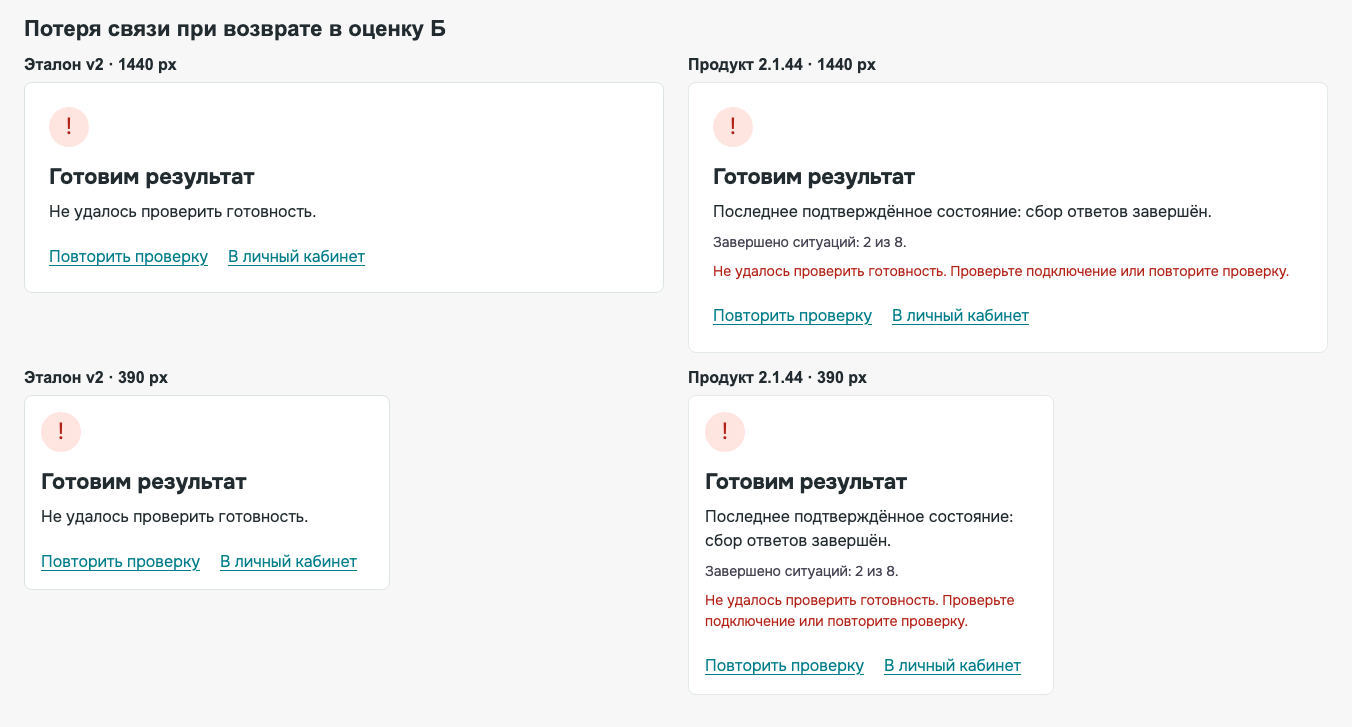 Потеря связи при возврате в оценку Б
Эталон v2 · 1440 px
!
Готовим результат
Не удалось проверить готовность.
Повторить проверку В личный кабинет
Продукт 2.1.44 · 1440 px
!
Готовим результат
Последнее подтверждённое состояние: сбор ответов завершён.
Завершено ситуаций: 2 из 8.
Не удалось проверить готовность. Проверьте подключение или повторите проверку.
Повторить проверку В личный кабинет
Эталон v2 · 390 px
!
Готовим результат
Не удалось проверить готовность.
Повторить проверку В личный кабинет
Продукт 2.1.44 · 390 px
!
Готовим результат
Последнее подтверждённое состояние:
сбор ответов завершён.
Завершено ситуаций: 2 из 8.
Не удалось проверить готовность. Проверьте
подключение или повторите проверку.
Повторить проверку В личный кабинет